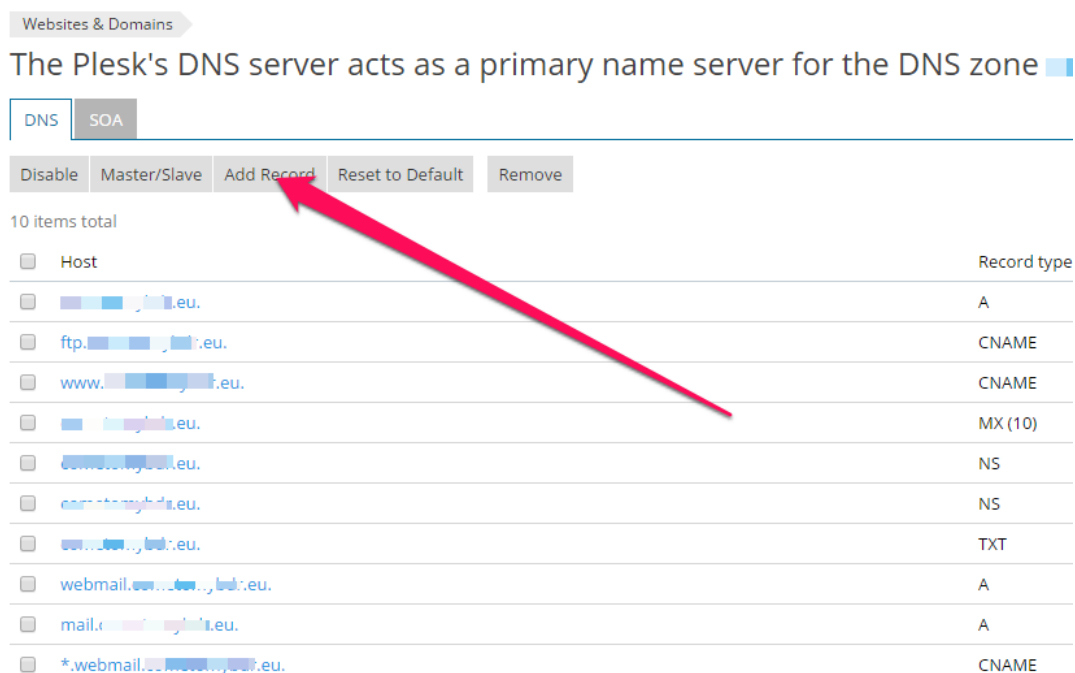 Websites & Domains
The Plesk's DNS server acts as a primary name server for the DNS zone
DNS SOA
Disable Master/Slave Add Record Reset to Default Remove
10 items total
Host Record type
.eu. A
ftp. .eu. CNAME
www. .eu. CNAME
.eu. MX (10)
.eu. NS
.eu. NS
.eu. TXT
webmail. .eu. A
mail. .eu. A
*.webmail. .eu. CNAME